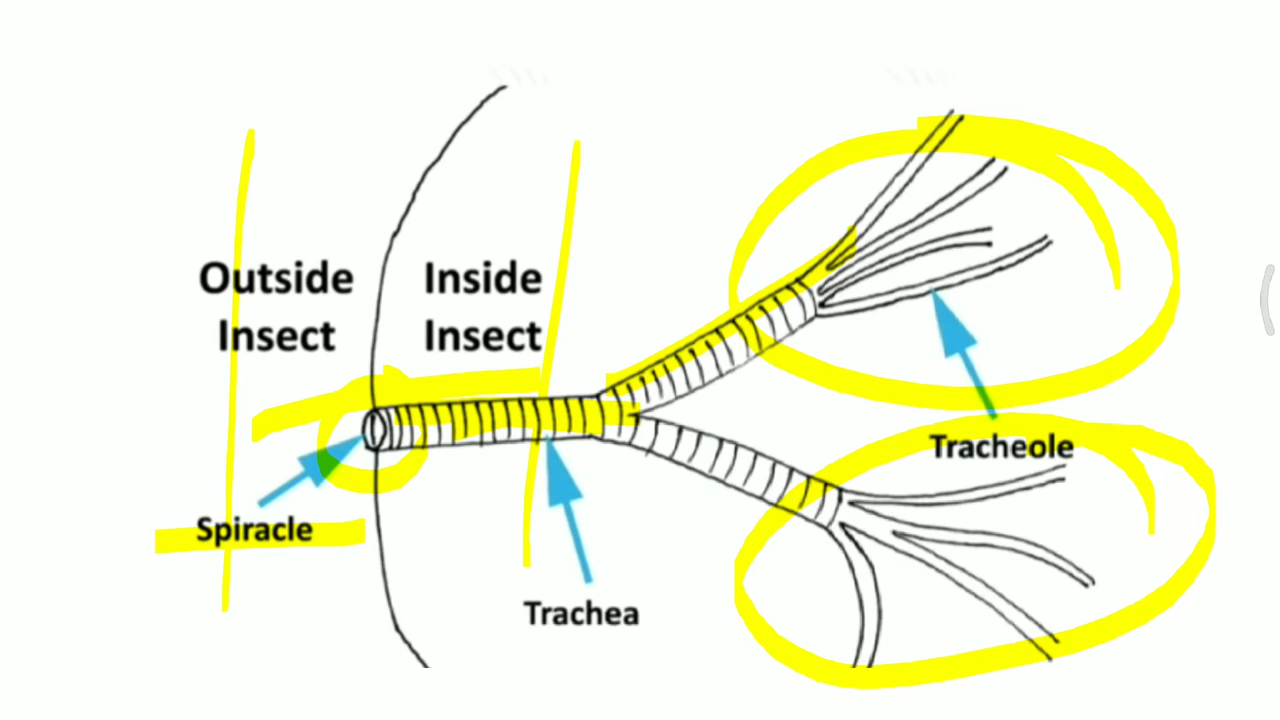 Outside
Insect
Inside
Insect
Spiracle
Trachea
Tracheole